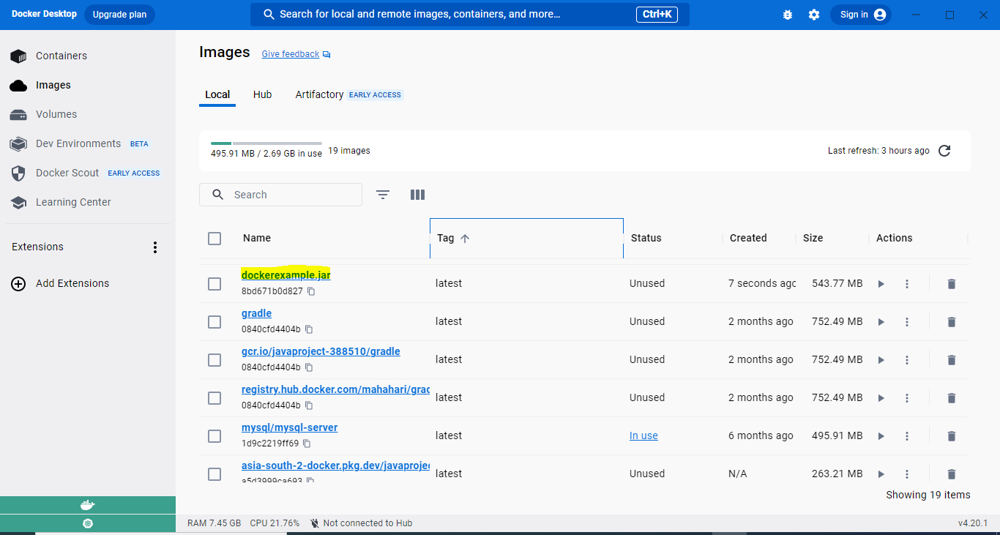 Docker Desktop Upgrade plan Search for local and remote images, containers, and more... Ctrl+K Sign in
Containers
Images
Volumes
Dev Environments BETA
Docker Scout EARLY ACCESS
Learning Center
Extensions
Add Extensions
Images Give feedback
Local Hub Artifactory EARLY ACCESS
495.91 MB / 2.69 GB in use 19 images Last refresh: 3 hours ago
Search
Name Tag Status Created Size Actions
dockerexample.jar
8bd671b0d827
latest Unused 7 seconds ago 543.77 MB
gradle
0840cfd4404b
latest Unused 2 months ago 752.49 MB
gcr.io/javaproject-388510/gradle
0840cfd4404b
latest Unused 2 months ago 752.49 MB
registry.hub.docker.com/mahahari/grad
0840cfd4404b
latest Unused 2 months ago 752.49 MB
mysql/mysql-server
1d9c2219ff69
latest In use 6 months ago 495.91 MB
asia-south-2-docker.pkg.dev/javaprojec
a5d3999ca693
latest Unused N/A 263.21 MB
Showing 19 items
RAM 7.45 GB CPU 21.76% Not connected to Hub v4.20.1